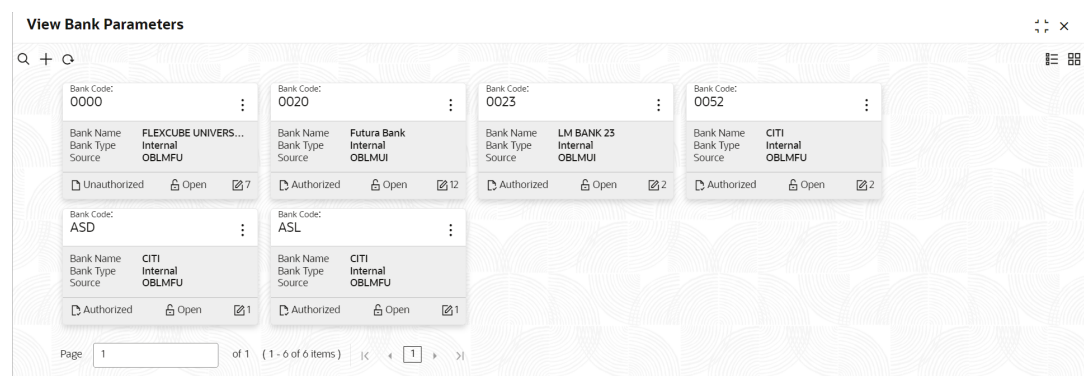 View Bank Parameters
Bank Code:
0000
Bank Name FLEXCUBE UNIVERS...
Bank Type Internal
Source OBLMFU
Unauthorized Open 7
Bank Code:
0020
Bank Name Futura Bank
Bank Type Internal
Source OBLMUI
Authorized Open 12
Bank Code:
0023
Bank Name LM BANK 23
Bank Type Internal
Source OBLMUI
Authorized Open 2
Bank Code:
0052
Bank Name CITI
Bank Type Internal
Source OBLMFU
Authorized Open 2
Bank Code:
ASD
Bank Name CITI
Bank Type Internal
Source OBLMFU
Authorized Open 1
Bank Code:
ASL
Bank Name CITI
Bank Type Internal
Source OBLMFU
Authorized Open 1
Page 1 of 1 (1 - 6 of 6 items) 1